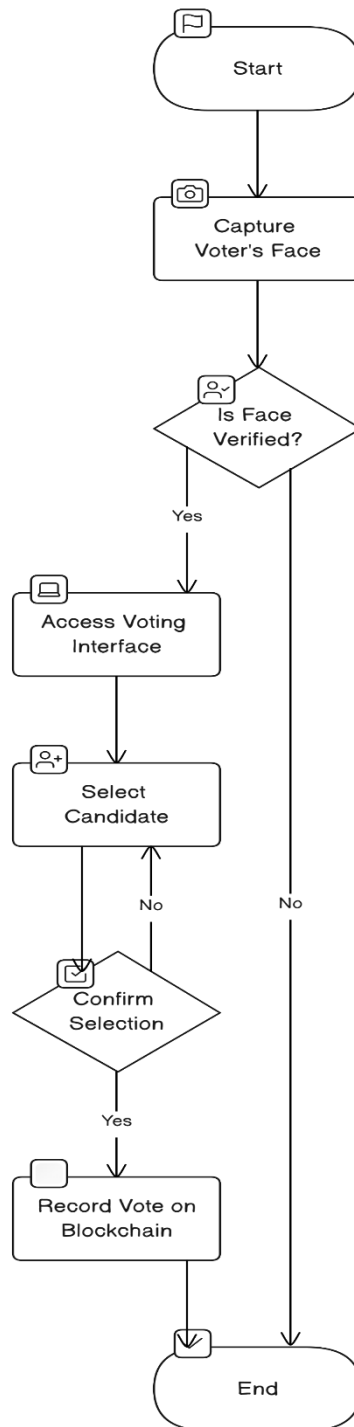 Start
Capture
Voter's Face
Is Face
Verified?
Yes
Access Voting
Interface
Select
Candidate
No
No
Confirm
Selection
Yes
Record Vote on
Blockchain
End